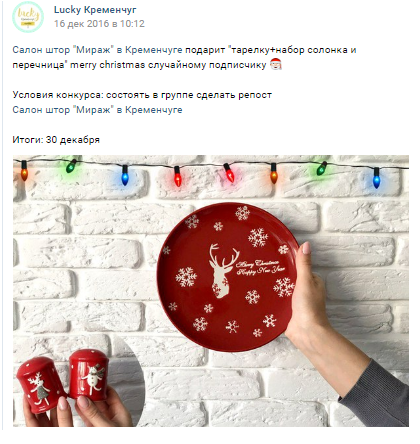 Lucky Кременчуг
16 дек 2016 в 10:12
Салон штор "Мираж" в Кременчуге подарит "тарелку+набор солонка и
перечница" merry christmas случайному подписчику
Условия конкурса: состоять в группе сделать репост
Салон штор "Мираж" в Кременчуге
Итоги: 30 декабря
Merry Christmas
Happy New Year